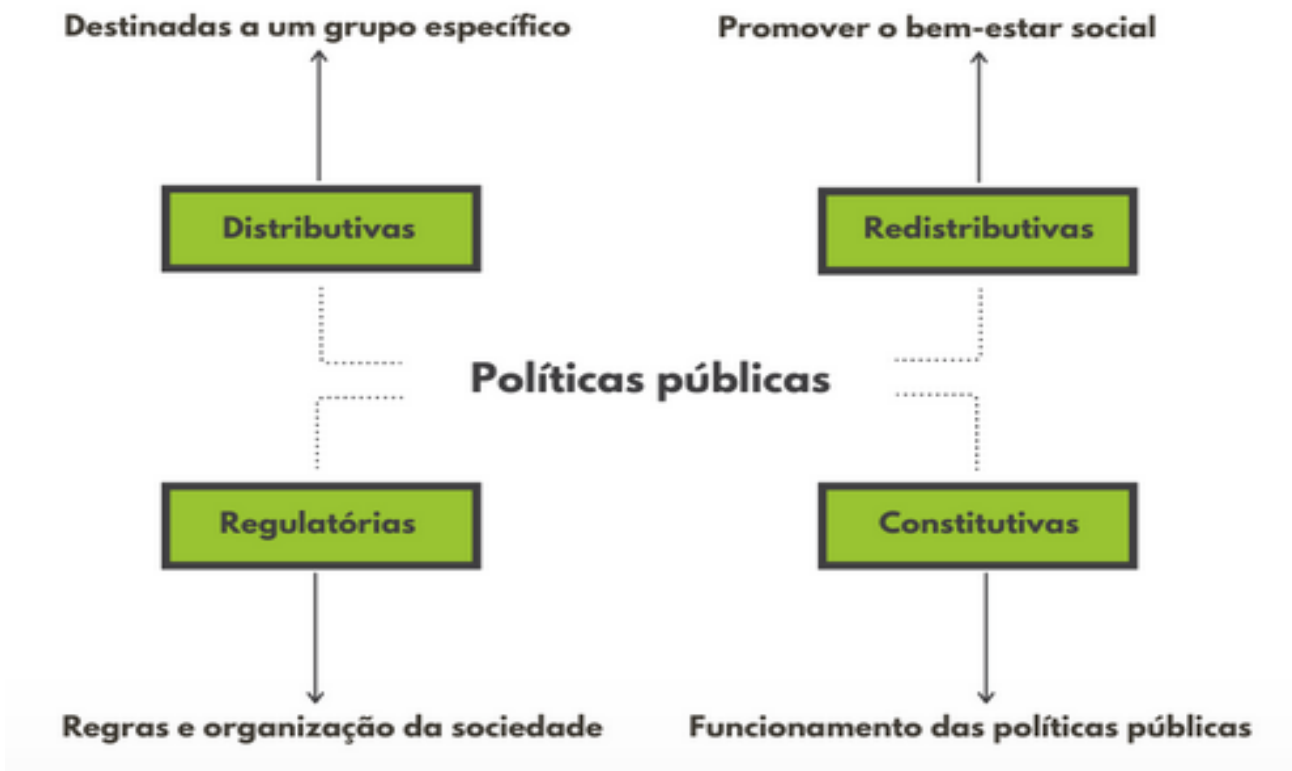 Destinadas a um grupo específico
Promover o bem-estar social
Distributivas
Redistributivas
Políticas públicas
Regulatórias
Constitutivas
Regras e organização da sociedade
Funcionamento das políticas públicas